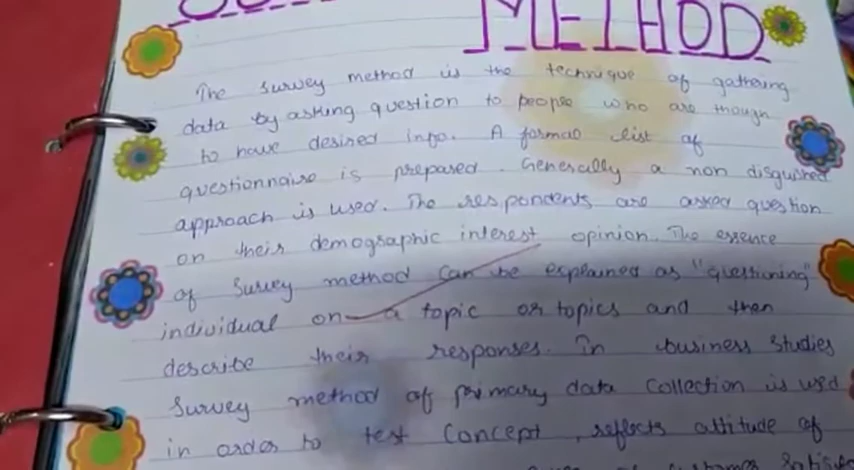 METHOD
The survey method is the technique of gathering
data by asking question to people who are though
to have desired info. A formal list of
questionnaire is prepared. Generally a non disguished
approach is used. The respondents are asked question
on their demographic interest opinion. The essence
of survey method can be explained as "questioning"
individual on a topic or topics and then
describe their responses. In business studies
survey method of primary data collection is used
in order to test concept, reflects attitude of